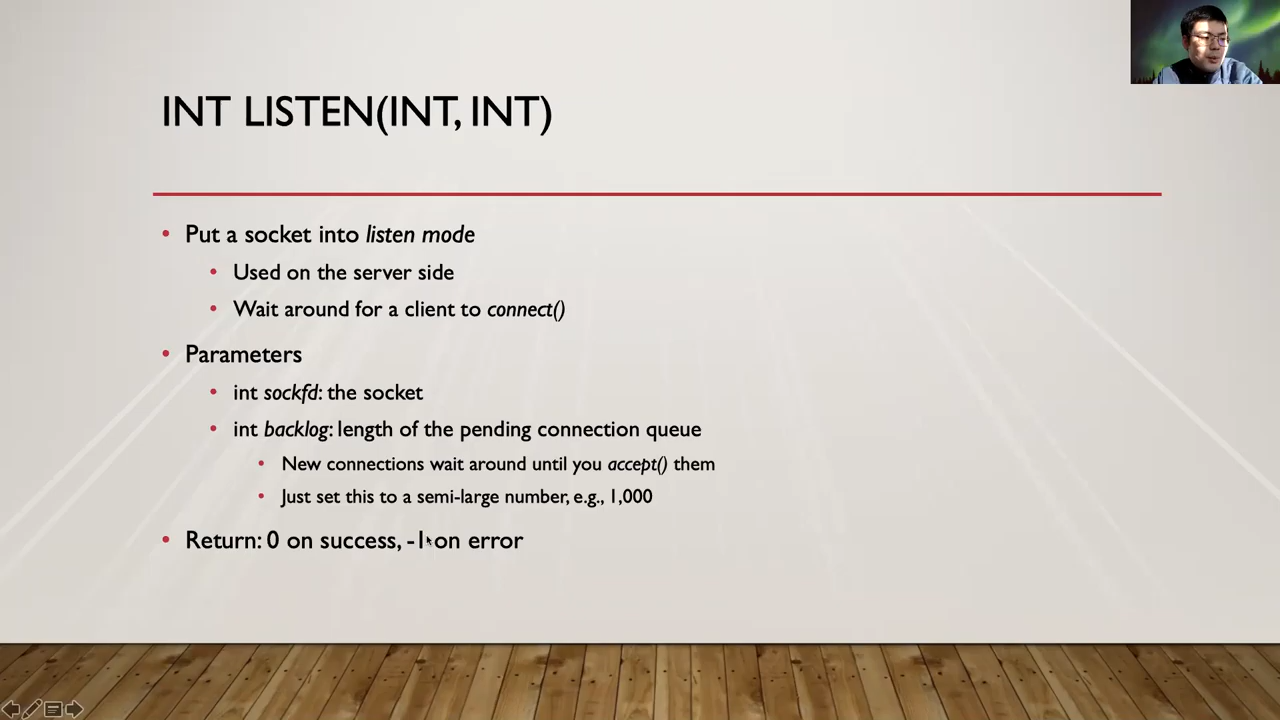 INT LISTEN(INT, INT)
• Put a socket into listen mode
• Used on the server side
• Wait around for a client to connect()
• Parameters
• int sockfd: the socket
• int backlog: length of the pending connection queue
• New connections wait around until you accept() them
• Just set this to a semi-large number, e.g., 1,000
• Return: 0 on success, -1 on error